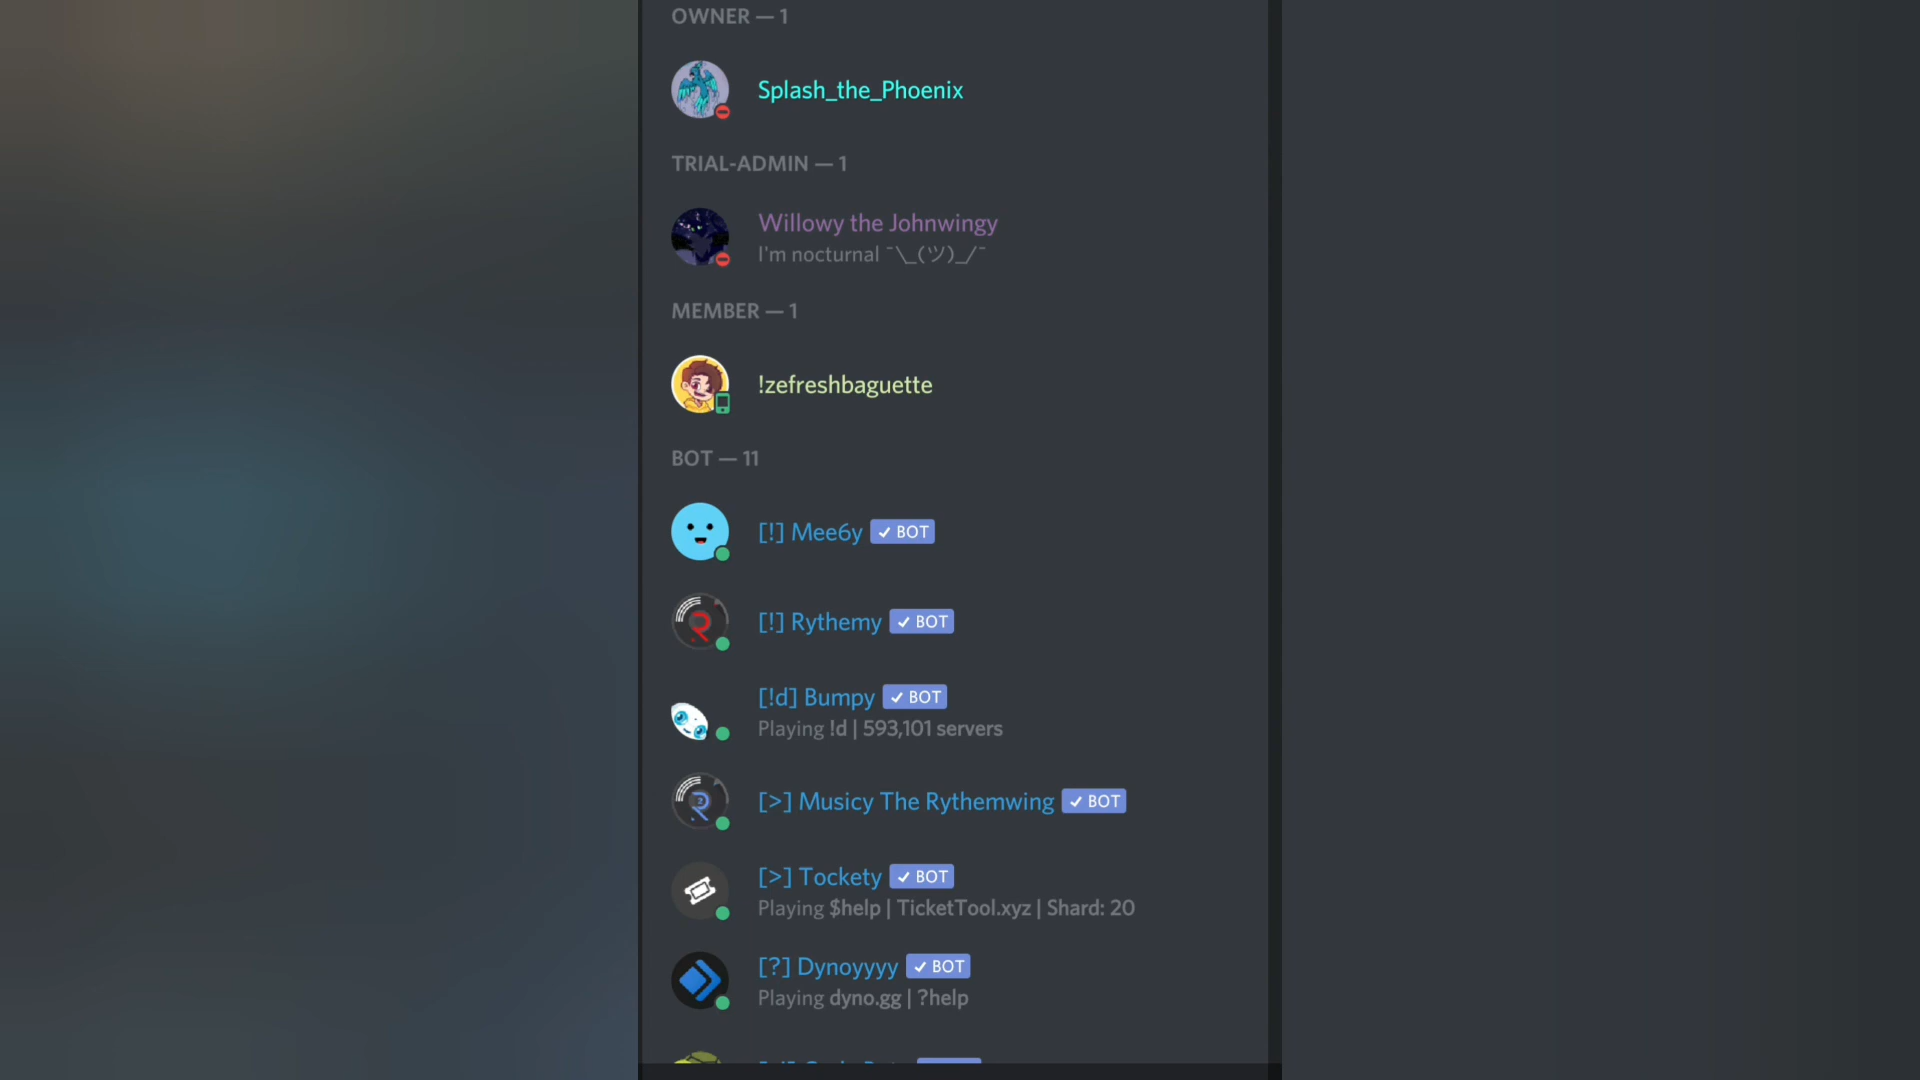 OWNER — 1
Splash_the_Phoenix
TRIAL-ADMIN — 1
Willowy the Johnwingy
I'm nocturnal ¯\_(ツ)_/¯
MEMBER — 1
!zefreshbaguette
BOT — 11
[!] Mee6y ✓ BOT
[!] Rythemy ✓ BOT
[!d] Bumpy ✓ BOT
Playing !d | 593,101 servers
[>] Musicy The Rythemwing ✓ BOT
[>] Tockety ✓ BOT
Playing $help | TicketTool.xyz | Shard: 20
[?] Dynoyyyy ✓ BOT
Playing dyno.gg | ?help